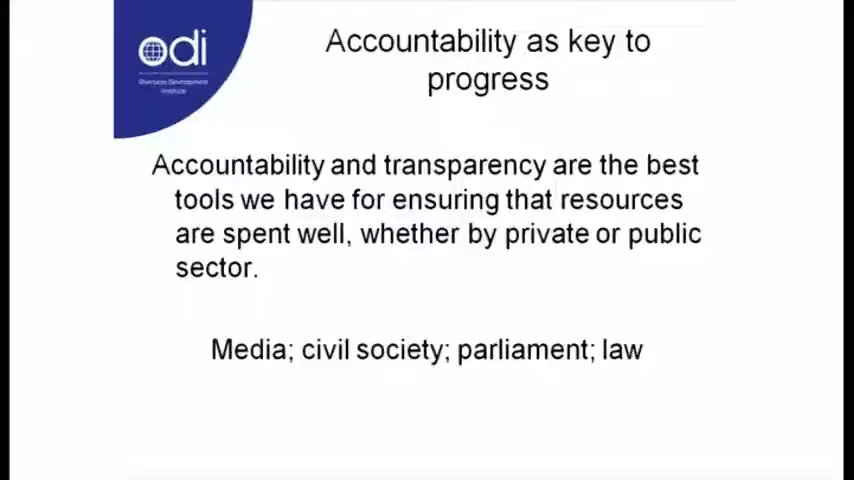 odi
Overseas Development
Institute
Accountability as key to
progress
Accountability and transparency are the best
tools we have for ensuring that resources
are spent well, whether by private or public
sector.
Media; civil society; parliament; law